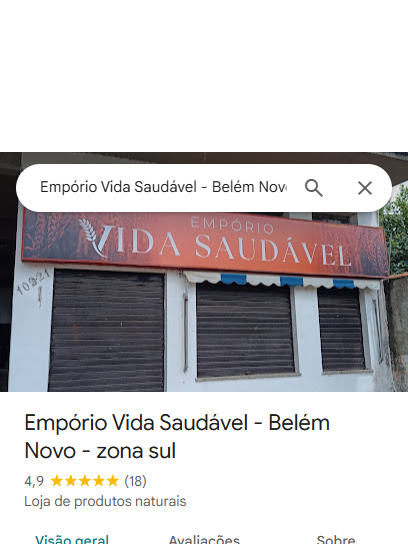 Empório Vida Saudável - Belém
EMPÓRIO
VIDA SAUDÁVEL
Empório Vida Saudável - Belém
Novo - zona sul
4,9 ★★★★★ (18)
Loja de produtos naturais
Visão geral Avaliações Sobre